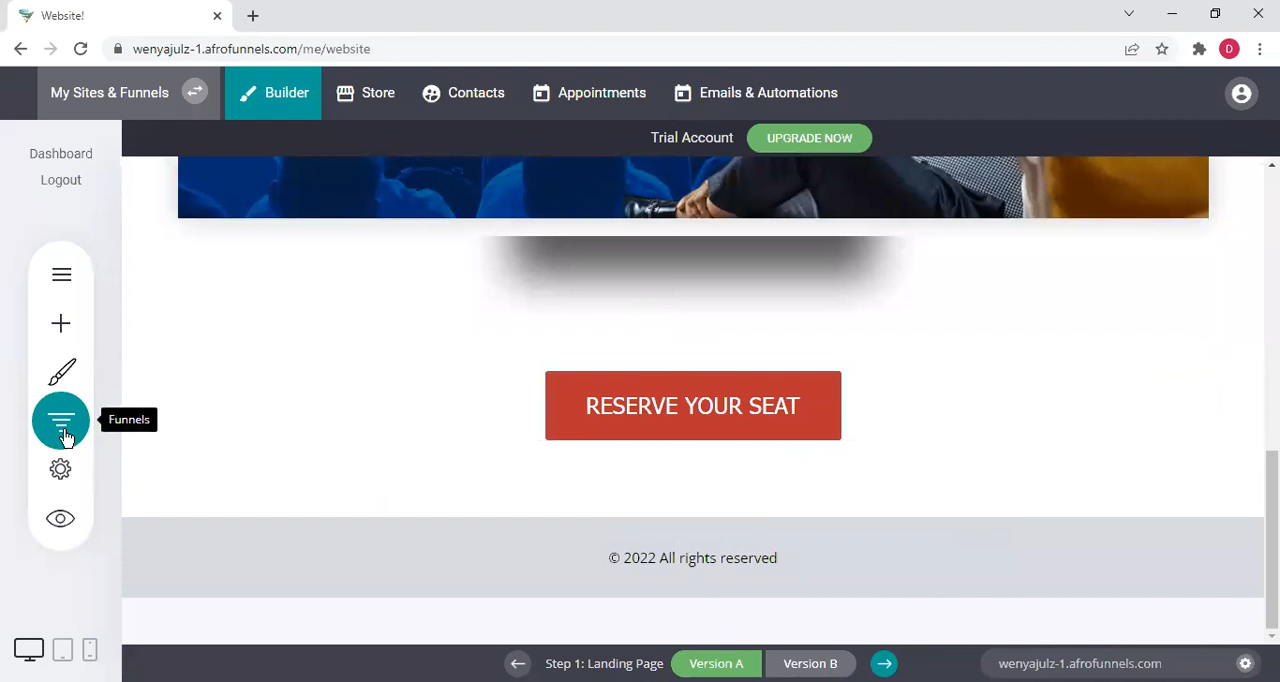 Website!
wenyajulz-1.afrofunnels.com/me/website
D
My Sites & Funnels
Builder
Store
Contacts
Appointments
Emails & Automations
Trial Account
UPGRADE NOW
Dashboard
Logout
Funnels
RESERVE YOUR SEAT
© 2022 All rights reserved
Step 1: Landing Page
Version A
Version B
wenyajulz-1.afrofunnels.com